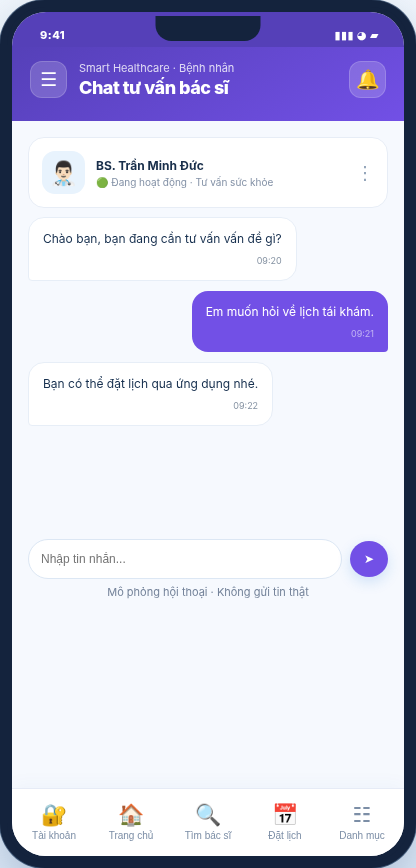 9:41
Smart Healthcare · Bệnh nhân
Chat tư vấn bác sĩ
BS. Trần Minh Đức
Đang hoạt động · Tư vấn sức khỏe
Chào bạn, bạn đang cần tư vấn vấn đề gì?
09:20
Em muốn hỏi về lịch tái khám.
09:21
Bạn có thể đặt lịch qua ứng dụng nhé.
09:22
Nhập tin nhắn...
Mô phỏng hội thoại · Không gửi tin thật
Tài khoản Trang chủ Tìm bác sĩ Đặt lịch Danh mục